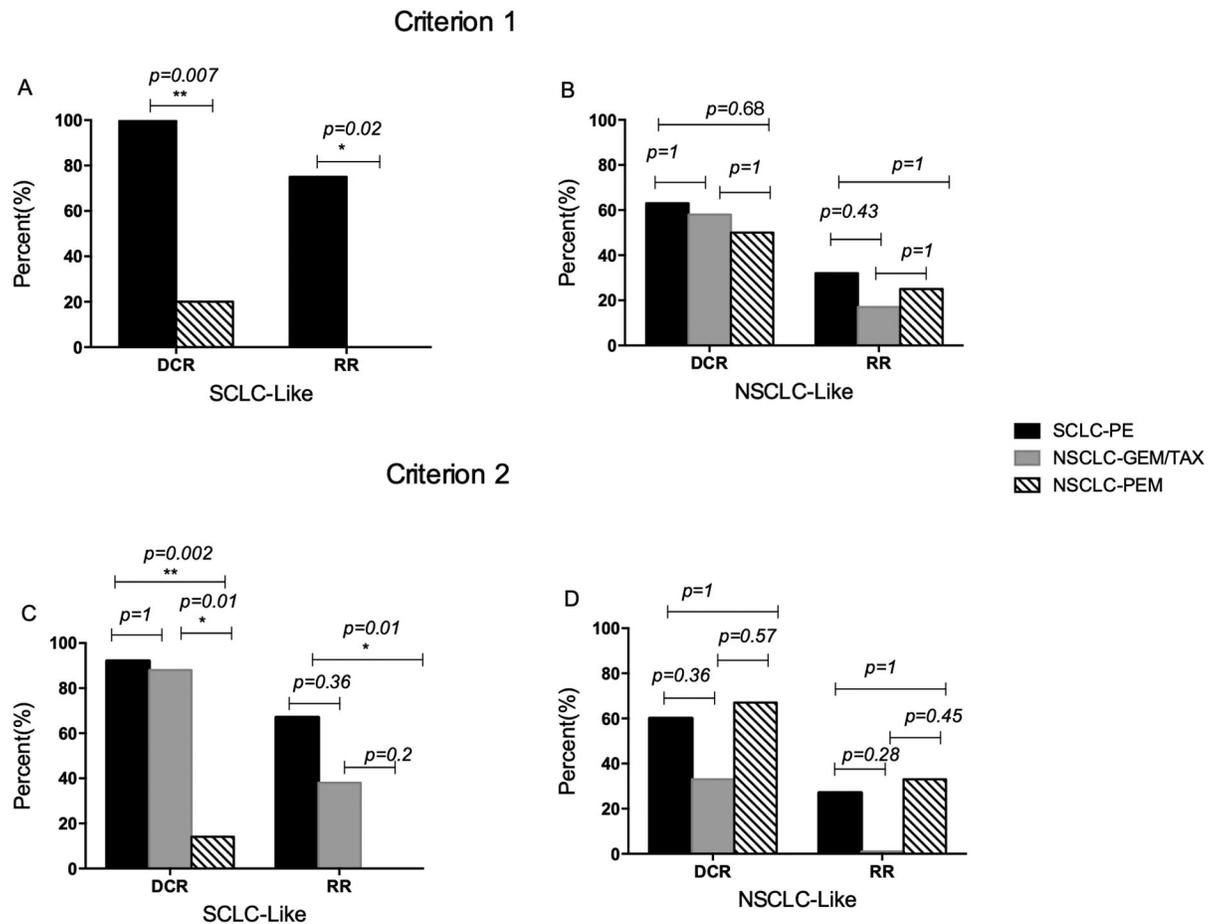 Criterion 1
A
p=0.007
**
p=0.02
*
100
80
60
40
20
0
Percent(%)
DCR
RR
SCLC-Like
B
p=0.68
p=1
p=1
p=1
p=0.43
p=1
100
80
60
40
20
0
Percent(%)
DCR
RR
NSCLC-Like
SCLC-PE
NSCLC-GEM/TAX
NSCLC-PEM
Criterion 2
C
p=0.002
**
p=1
p=0.01
*
p=0.01
*
p=0.36
p=0.2
100
80
60
40
20
0
Percent(%)
DCR
RR
SCLC-Like
D
p=1
p=0.57
p=0.36
p=1
p=0.45
p=0.28
100
80
60
40
20
0
Percent(%)
DCR
RR
NSCLC-Like